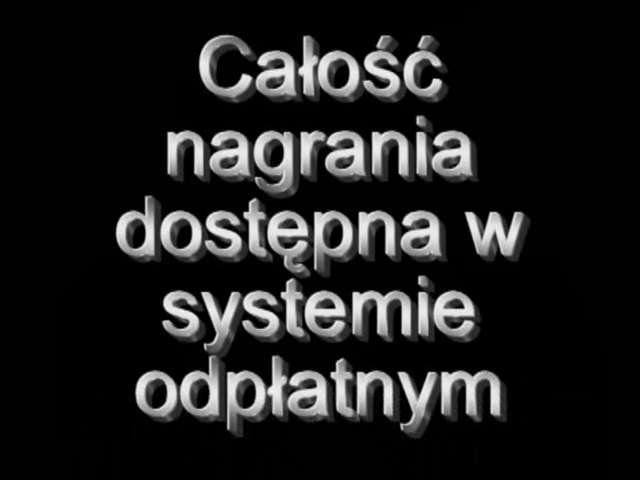 Całość
nagrania
dostępna w
systemie
odpłatnym